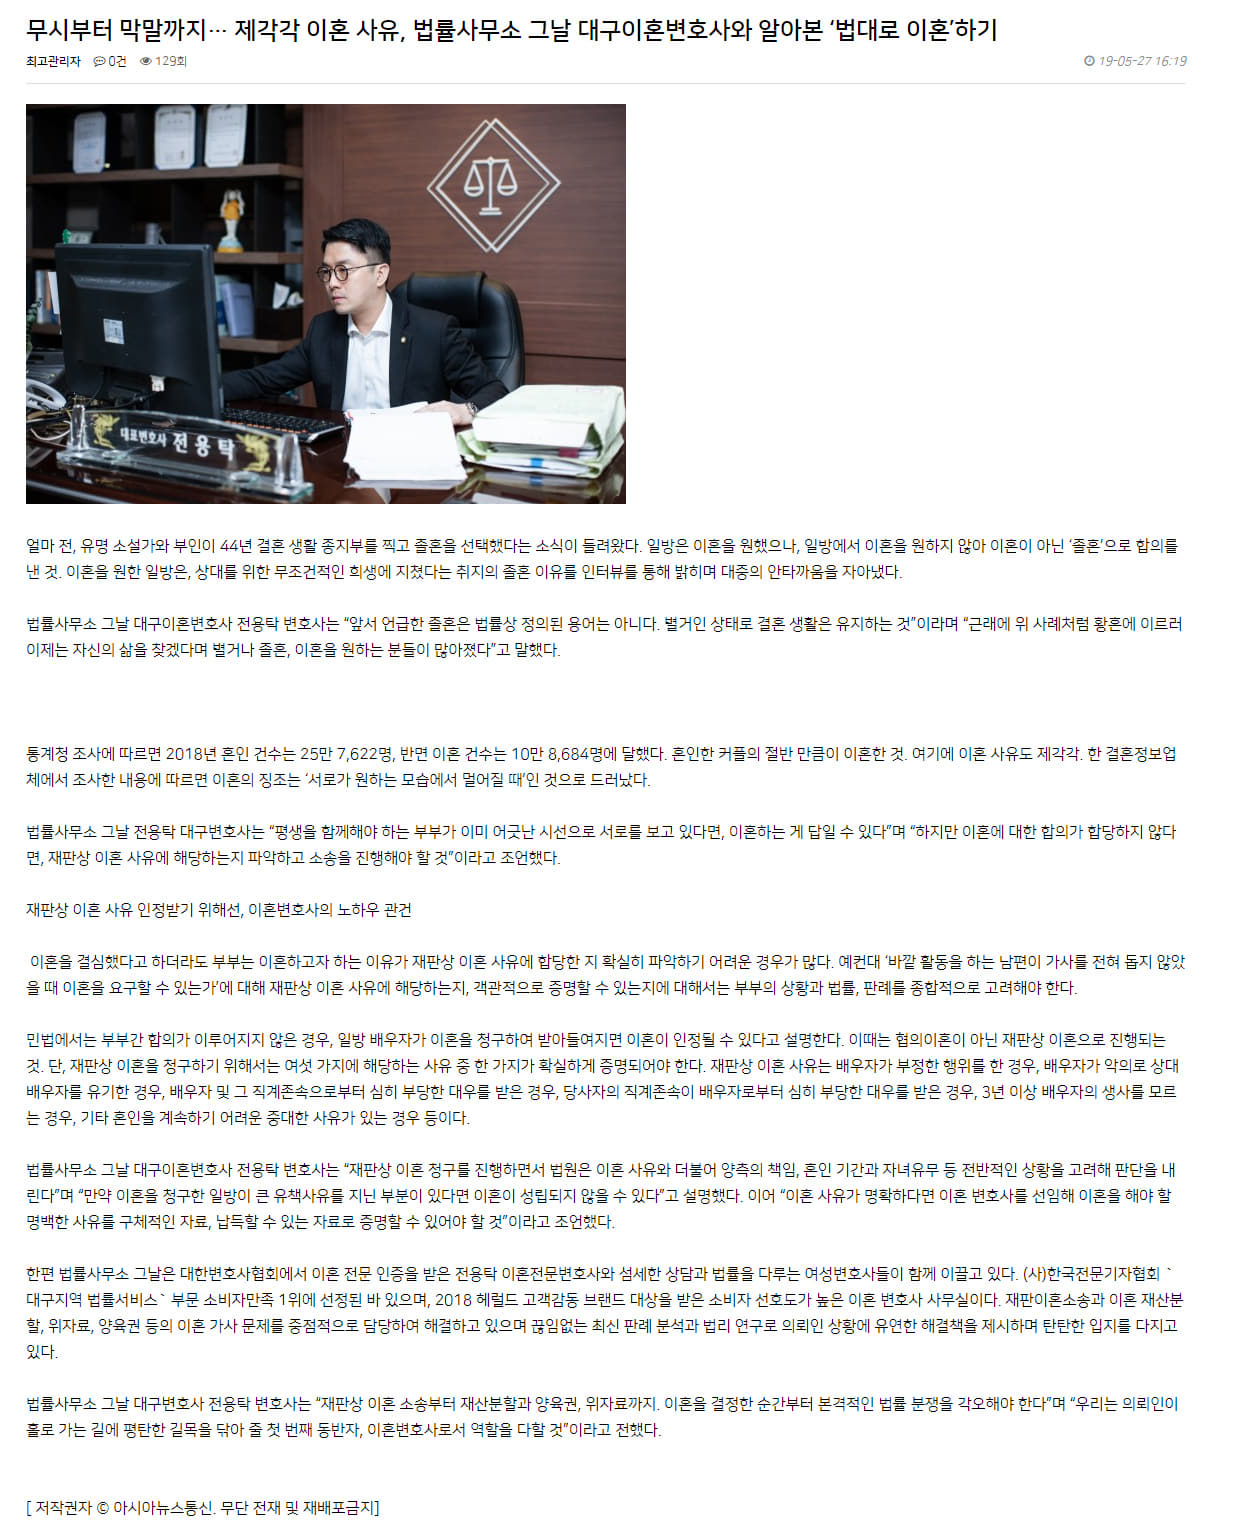 무시부터 막말까지… 제각각 이혼 사유, 법률사무소 그날 대구이혼변호사와 알아본 ‘법대로 이혼’하기
최고관리자 0건 129회 19-05-27 16:19
대표변호사 전용탁
얼마 전, 유명 소설가와 부인이 44년 결혼 생활 종지부를 찍고 졸혼을 선택했다는 소식이 들려왔다. 일방은 이혼을 원했으나, 일방에서 이혼을 원하지 않아 이혼이 아닌 ‘졸혼’으로 합의를
낸 것. 이혼을 원한 일방은, 상대를 위한 무조건적인 희생에 지쳤다는 취지의 졸혼 이유를 인터뷰를 통해 밝히며 대중의 안타까움을 자아냈다.
법률사무소 그날 대구이혼변호사 전용탁 변호사는 “앞서 언급한 졸혼은 법률상 정의된 용어는 아니다. 별거인 상태로 결혼 생활은 유지하는 것”이라며 “근래에 위 사례처럼 황혼에 이르러
이제는 자신의 삶을 찾겠다며 별거나 졸혼, 이혼을 원하는 분들이 많아졌다”고 말했다.
통계청 조사에 따르면 2018년 혼인 건수는 25만 7,622명, 반면 이혼 건수는 10만 8,684명에 달했다. 혼인한 커플의 절반 만큼이 이혼한 것. 여기에 이혼 사유도 제각각. 한 결혼정보업
체에서 조사한 내용에 따르면 이혼의 징조는 ‘서로가 원하는 모습에서 멀어질 때’인 것으로 드러났다.
법률사무소 그날 전용탁 대구변호사는 “평생을 함께해야 하는 부부가 이미 어긋난 시선으로 서로를 보고 있다면, 이혼하는 게 답일 수 있다”며 “하지만 이혼에 대한 합의가 합당하지 않다
면, 재판상 이혼 사유에 해당하는지 파악하고 소송을 진행해야 할 것”이라고 조언했다.
재판상 이혼 사유 인정받기 위해선, 이혼변호사의 노하우 관건
이혼을 결심했다고 하더라도 부부는 이혼하고자 하는 이유가 재판상 이혼 사유에 합당한 지 확실히 파악하기 어려운 경우가 많다. 예컨대 ‘바깥 활동을 하는 남편이 가사를 전혀 돕지 않았
을 때 이혼을 요구할 수 있는가’에 대해 재판상 이혼 사유에 해당하는지, 객관적으로 증명할 수 있는지에 대해서는 부부의 상황과 법률, 판례를 종합적으로 고려해야 한다.
민법에서는 부부간 합의가 이루어지지 않은 경우, 일방 배우자가 이혼을 청구하여 받아들여지면 이혼이 인정될 수 있다고 설명한다. 이때는 협의이혼이 아닌 재판상 이혼으로 진행되는
것. 단, 재판상 이혼을 청구하기 위해서는 여섯 가지에 해당하는 사유 중 한 가지가 확실하게 증명되어야 한다. 재판상 이혼 사유는 배우자가 부정한 행위를 한 경우, 배우자가 악의로 상대
배우자를 유기한 경우, 배우자 및 그 직계존속으로부터 심히 부당한 대우를 받은 경우, 당사자의 직계존속이 배우자로부터 심히 부당한 대우를 받은 경우, 3년 이상 배우자의 생사를 모르
는 경우, 기타 혼인을 계속하기 어려운 중대한 사유가 있는 경우 등이다.
법률사무소 그날 대구이혼변호사 전용탁 변호사는 “재판상 이혼 청구를 진행하면서 법원은 이혼 사유와 더불어 양측의 책임, 혼인 기간과 자녀유무 등 전반적인 상황을 고려해 판단을 내
린다”며 “만약 이혼을 청구한 일방이 큰 유책사유를 지닌 부분이 있다면 이혼이 성립되지 않을 수 있다”고 설명했다. 이어 “이혼 사유가 명확하다면 이혼 변호사를 선임해 이혼을 해야 할
명백한 사유를 구체적인 자료, 납득할 수 있는 자료로 증명할 수 있어야 할 것”이라고 조언했다.
한편 법률사무소 그날은 대한변호사협회에서 이혼 전문 인증을 받은 전용탁 이혼전문변호사와 섬세한 상담과 법률을 다루는 여성변호사들이 함께 이끌고 있다. (사)한국전문기자협회 `
대구지역 법률서비스` 부문 소비자만족 1위에 선정된 바 있으며, 2018 헤럴드 고객감동 브랜드 대상을 받은 소비자 선호도가 높은 이혼 변호사 사무실이다. 재판이혼소송과 이혼 재산분
할, 위자료, 양육권 등의 이혼 가사 문제를 중점적으로 담당하여 해결하고 있으며 끊임없는 최신 판례 분석과 법리 연구로 의뢰인 상황에 유연한 해결책을 제시하며 탄탄한 입지를 다지고
있다.
법률사무소 그날 대구변호사 전용탁 변호사는 “재판상 이혼 소송부터 재산분할과 양육권, 위자료까지. 이혼을 결정한 순간부터 본격적인 법률 분쟁을 각오해야 한다”며 “우리는 의뢰인이
홀로 가는 길에 평탄한 길목을 닦아 줄 첫 번째 동반자, 이혼변호사로서 역할을 다할 것”이라고 전했다.
[ 저작권자 © 아시아뉴스통신. 무단 전재 및 재배포금지]